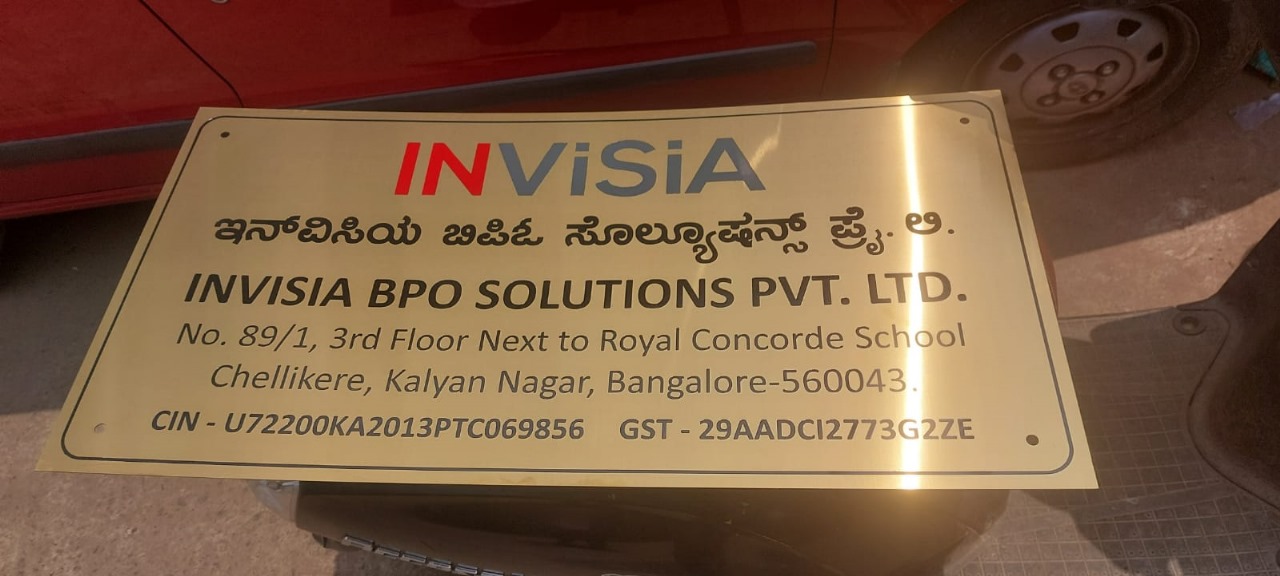 INViSiA
ಇನ್‌ವಿಸಿಯ ಬಿಪಿಓ ಸೊಲ್ಯೂಷನ್ಸ್ ಪ್ರೈ. ಲಿ.
INVISIA BPO SOLUTIONS PVT. LTD.
No. 89/1, 3rd Floor Next to Royal Concorde School
Chellikere, Kalyan Nagar, Bangalore-560043.
CIN - U72200KA2013PTC069856 GST - 29AADCI2773G2ZE